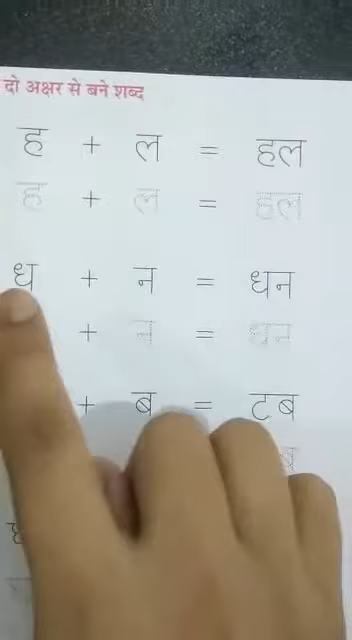 दो अक्षर से बने शब्द
ह + ल = हल
ह + ल = हल
ध + न = धन
+ न = धन
+ ब = टब
ब